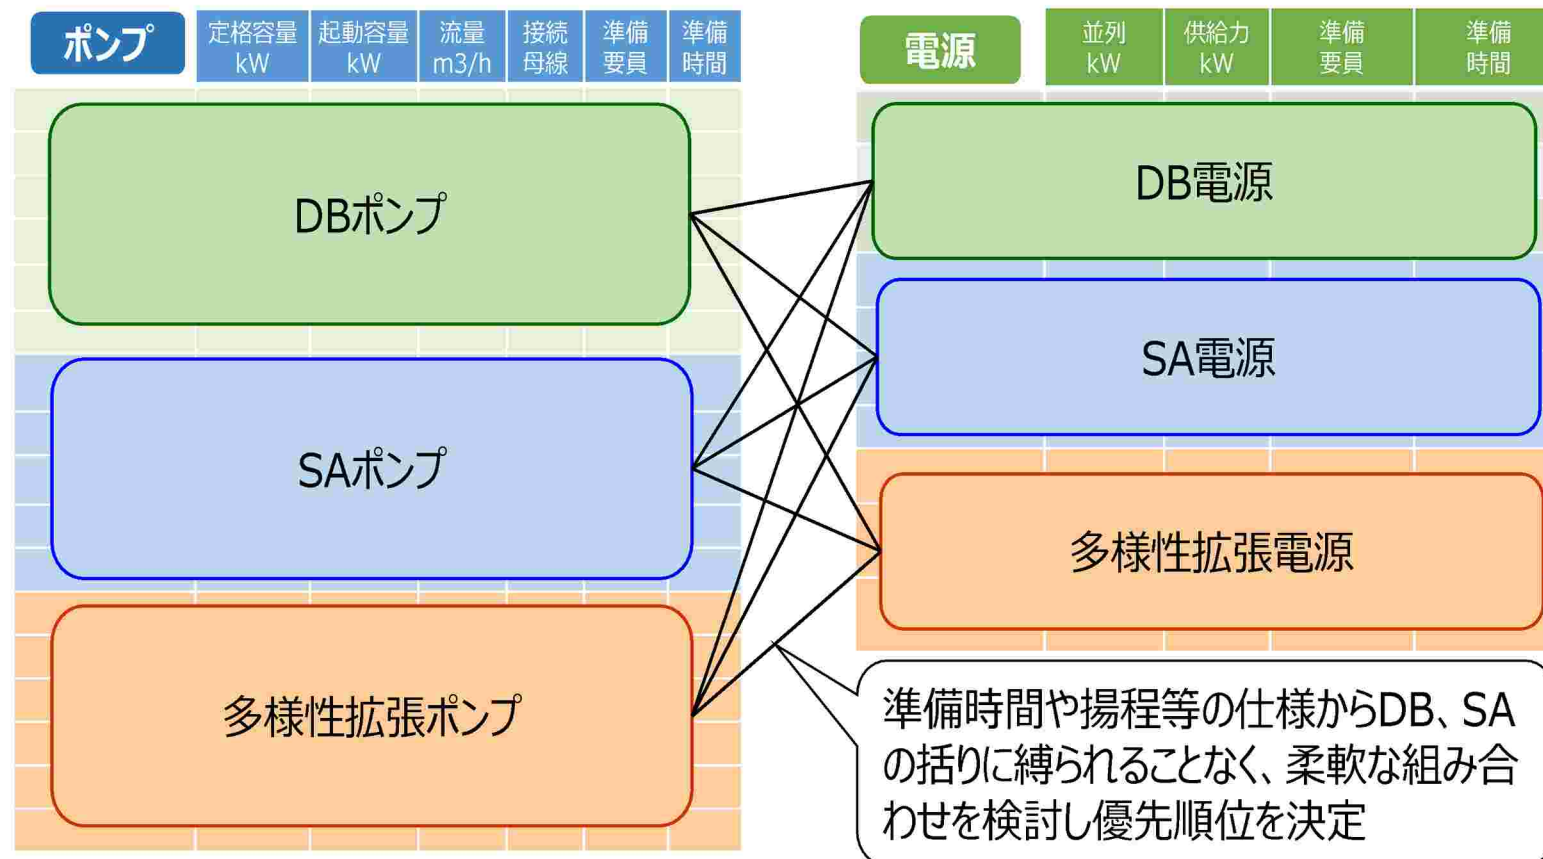 ポンプ
定格容量
kW
起動容量
kW
流量
m3/h
接続
母線
準備
要員
準備
時間
電源
並列
kW
供給力
kW
準備
要員
準備
時間
DBポンプ
SAポンプ
多様性拡張ポンプ
DB電源
SA電源
多様性拡張電源
準備時間や揚程等の仕様からDB、SA
の括りに縛られることなく、柔軟な組み合
わせを検討し優先順位を決定